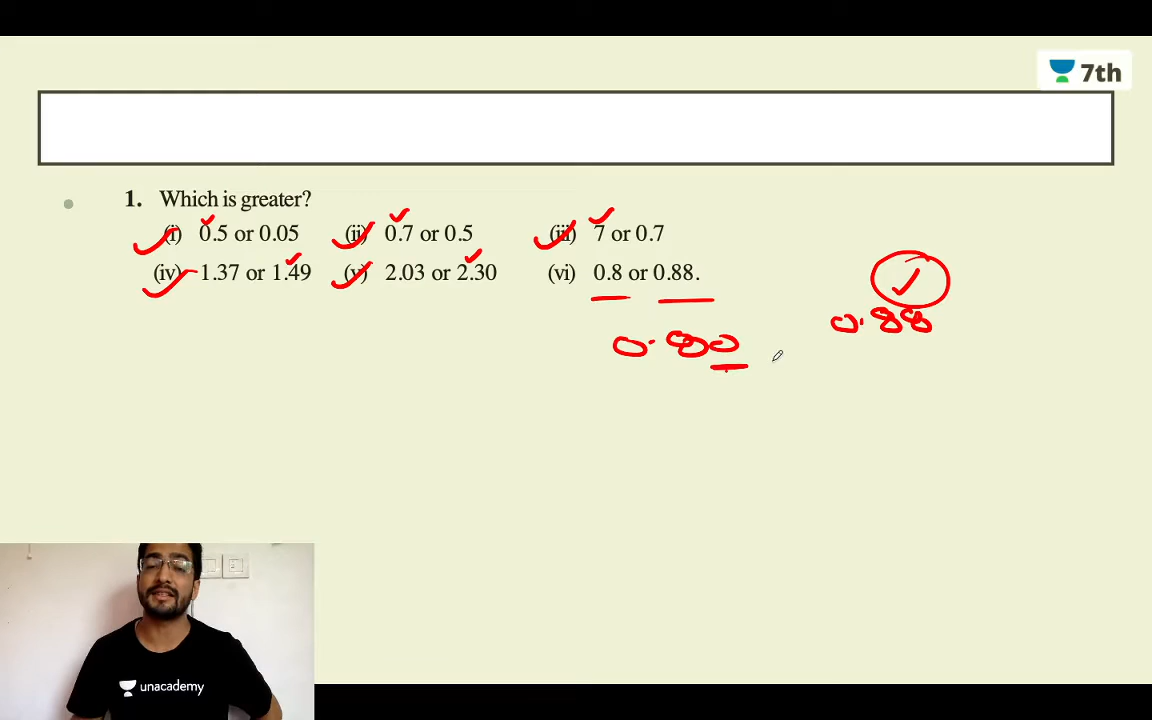 7th
1. Which is greater?
(i) 0.5 or 0.05 (ii) 0.7 or 0.5 (iii) 7 or 0.7
(iv) 1.37 or 1.49 (v) 2.03 or 2.30 (vi) 0.8 or 0.88.
0.88
0.80
unacademy